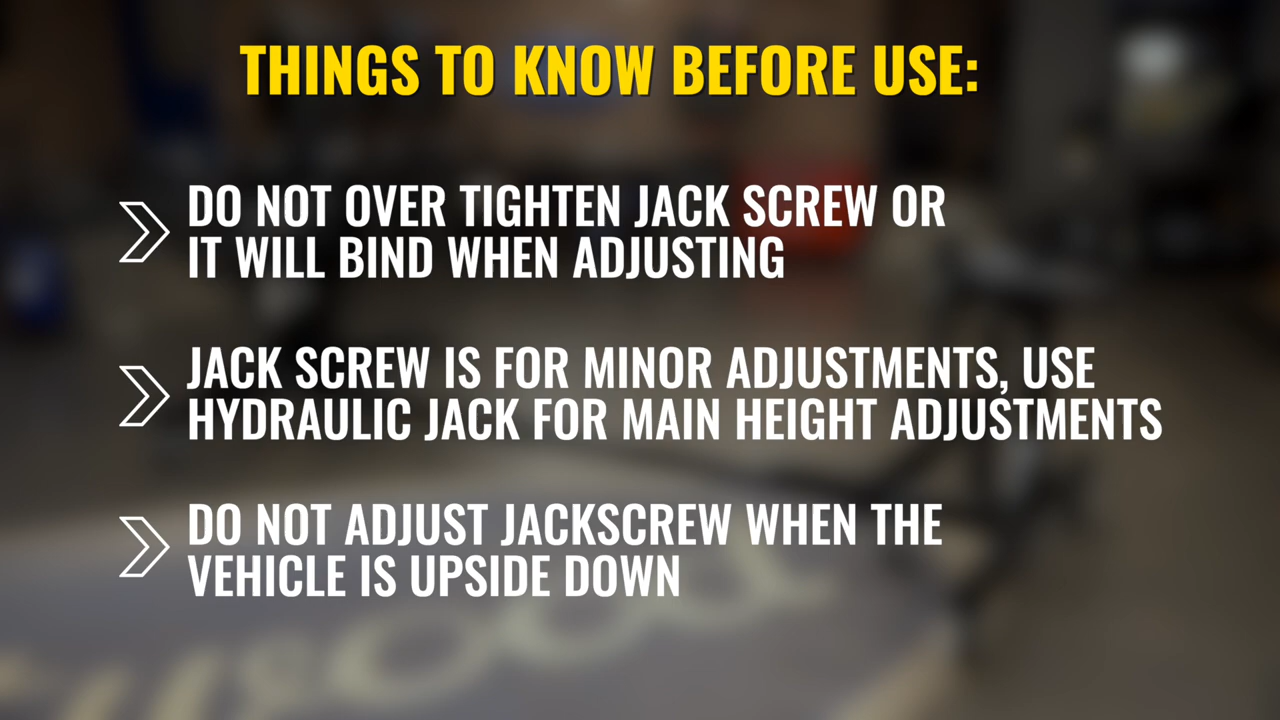 THINGS TO KNOW BEFORE USE:
DO NOT OVER TIGHTEN JACK SCREW OR
IT WILL BIND WHEN ADJUSTING
JACK SCREW IS FOR MINOR ADJUSTMENTS, USE
HYDRAULIC JACK FOR MAIN HEIGHT ADJUSTMENTS
DO NOT ADJUST JACKSCREW WHEN THE
VEHICLE IS UPSIDE DOWN